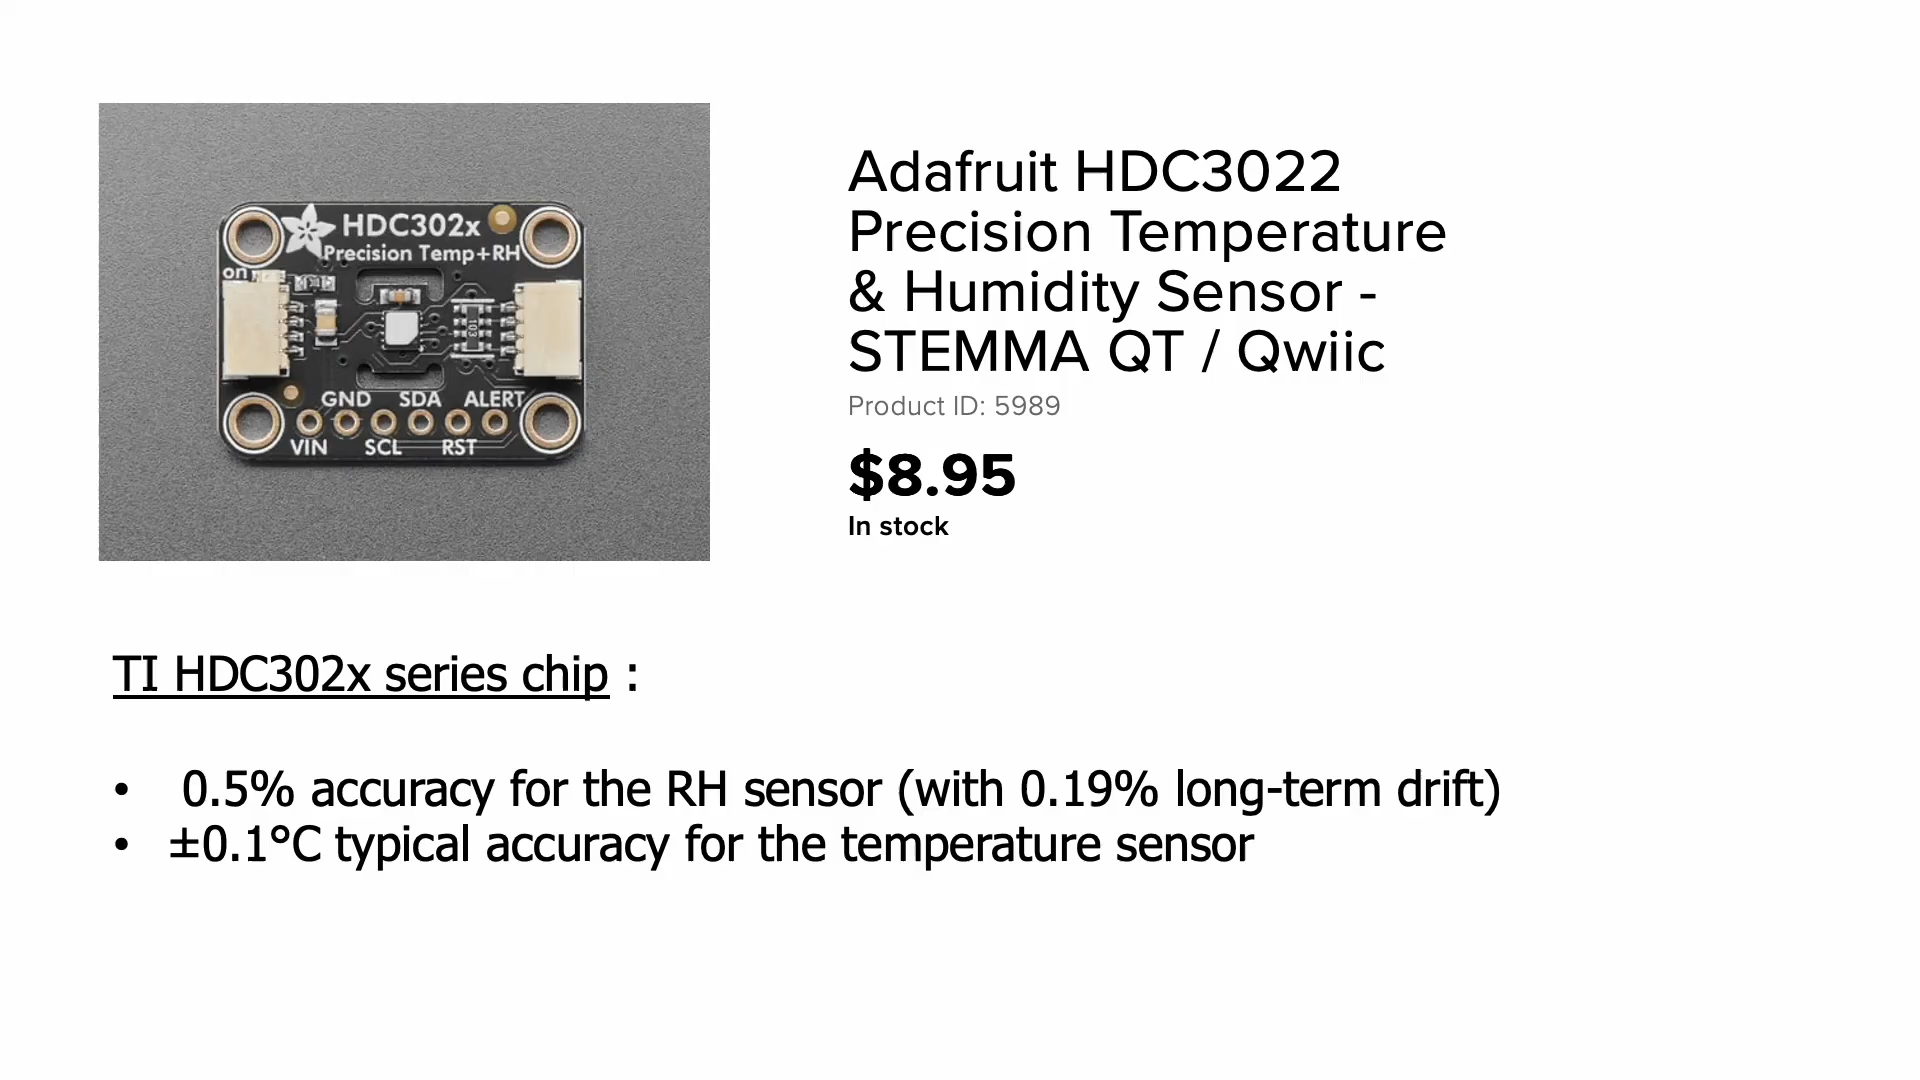 HDC302x
Precision Temp+RH
on
103
GND SDA ALERT
VIN SCL RST
Adafruit HDC3022
Precision Temperature
& Humidity Sensor -
STEMMA QT / Qwiic
Product ID: 5989
$8.95
In stock
TI HDC302x series chip :
• 0.5% accuracy for the RH sensor (with 0.19% long-term drift)
• ±0.1°C typical accuracy for the temperature sensor